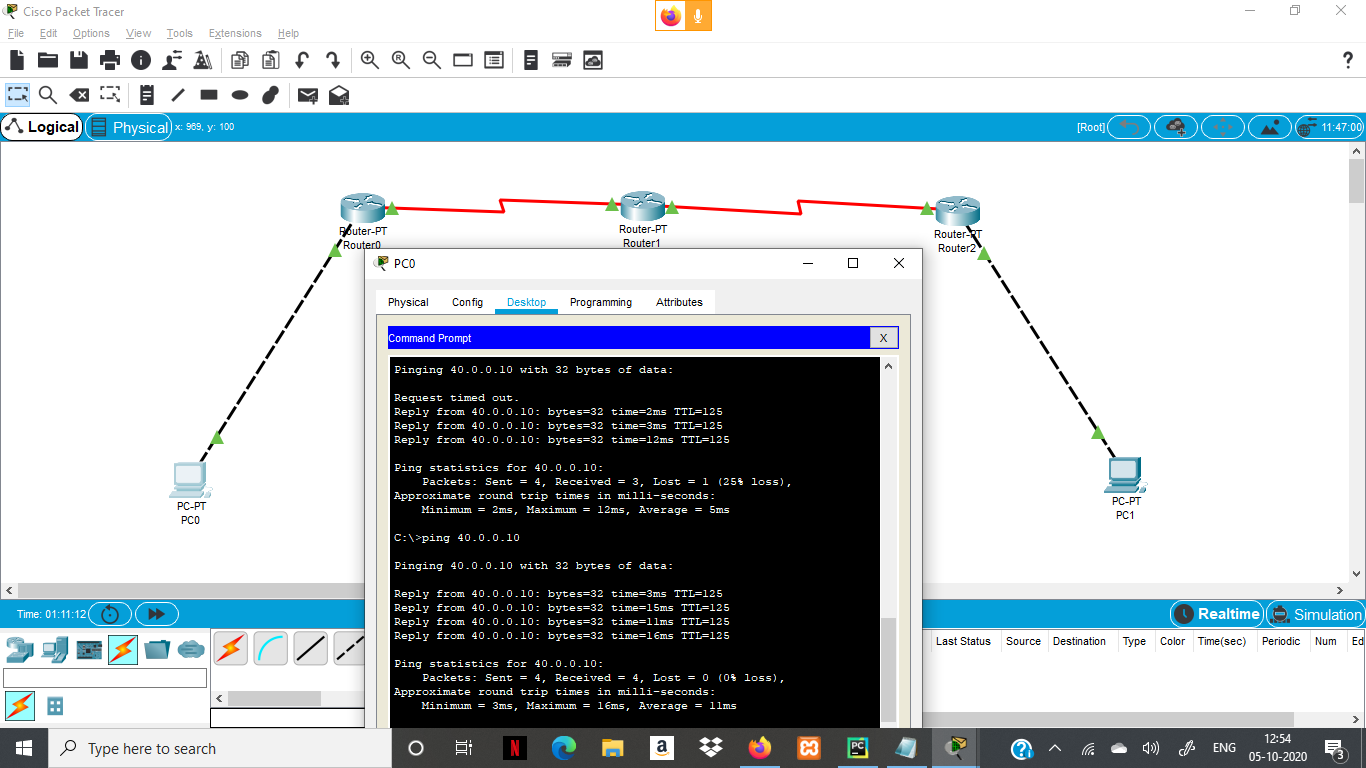 Cisco Packet Tracer
File Edit Options View Tools Extensions Help
?
Logical Physical x: 969, y: 100 [Root] 11:47:00
Router-PT
Router0
Router-PT
Router1
Router-PT
Router2
PC0
Physical Config Desktop Programming Attributes
Command Prompt X
Pinging 40.0.0.10 with 32 bytes of data:
Request timed out.
Reply from 40.0.0.10: bytes=32 time=2ms TTL=125
Reply from 40.0.0.10: bytes=32 time=3ms TTL=125
Reply from 40.0.0.10: bytes=32 time=12ms TTL=125
Ping statistics for 40.0.0.10:
Packets: Sent = 4, Received = 3, Lost = 1 (25% loss),
Approximate round trip times in milli-seconds:
Minimum = 2ms, Maximum = 12ms, Average = 5ms
C:\>ping 40.0.0.10
Pinging 40.0.0.10 with 32 bytes of data:
Reply from 40.0.0.10: bytes=32 time=3ms TTL=125
Reply from 40.0.0.10: bytes=32 time=15ms TTL=125
Reply from 40.0.0.10: bytes=32 time=11ms TTL=125
Reply from 40.0.0.10: bytes=32 time=16ms TTL=125
Ping statistics for 40.0.0.10:
Packets: Sent = 4, Received = 4, Lost = 0 (0% loss),
Approximate round trip times in milli-seconds:
Minimum = 3ms, Maximum = 16ms, Average = 11ms
PC-PT
PC0
PC-PT
PC1
Time: 01:11:12 Realtime Simulation
Last Status Source Destination Type Color Time(sec) Periodic Num Edi
Type here to search
ENG
12:54
05-10-2020
3